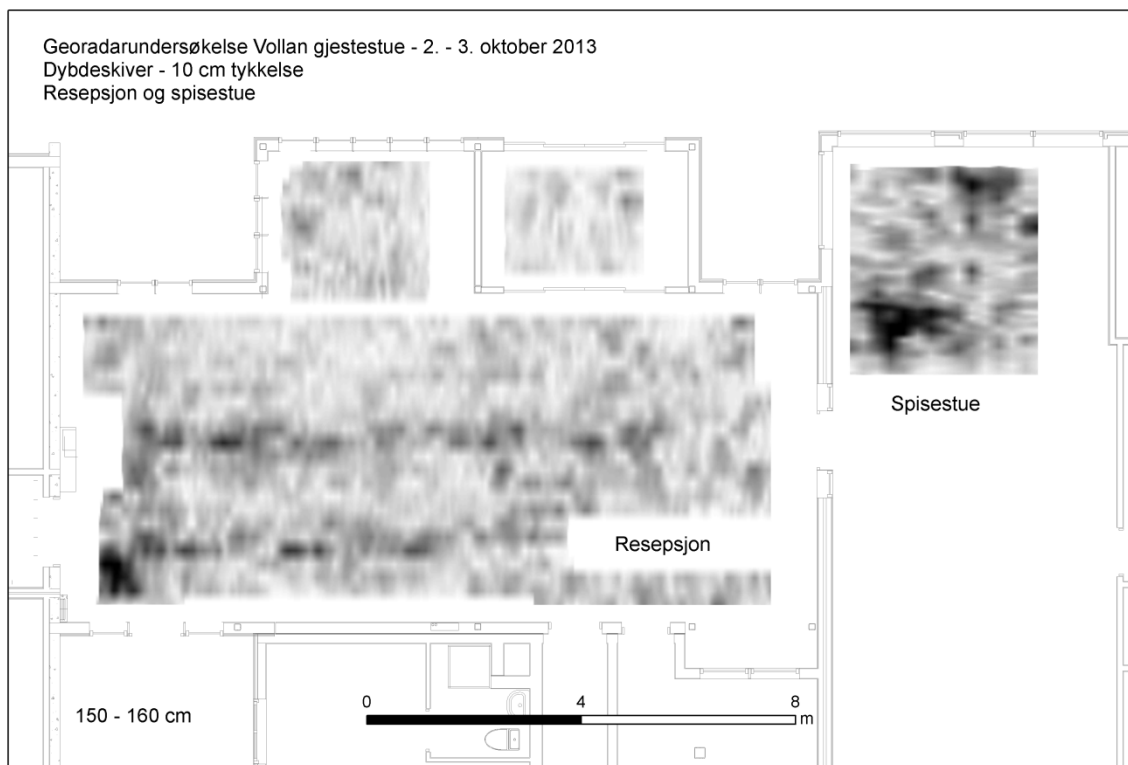 Georadarundersøkelse Vollan gjestestue - 2. - 3. oktober 2013
Dybdeskiver - 10 cm tykkelse
Resepsjon og spisestue
Spisestue
Resepsjon
0 4 8
m
150 - 160 cm